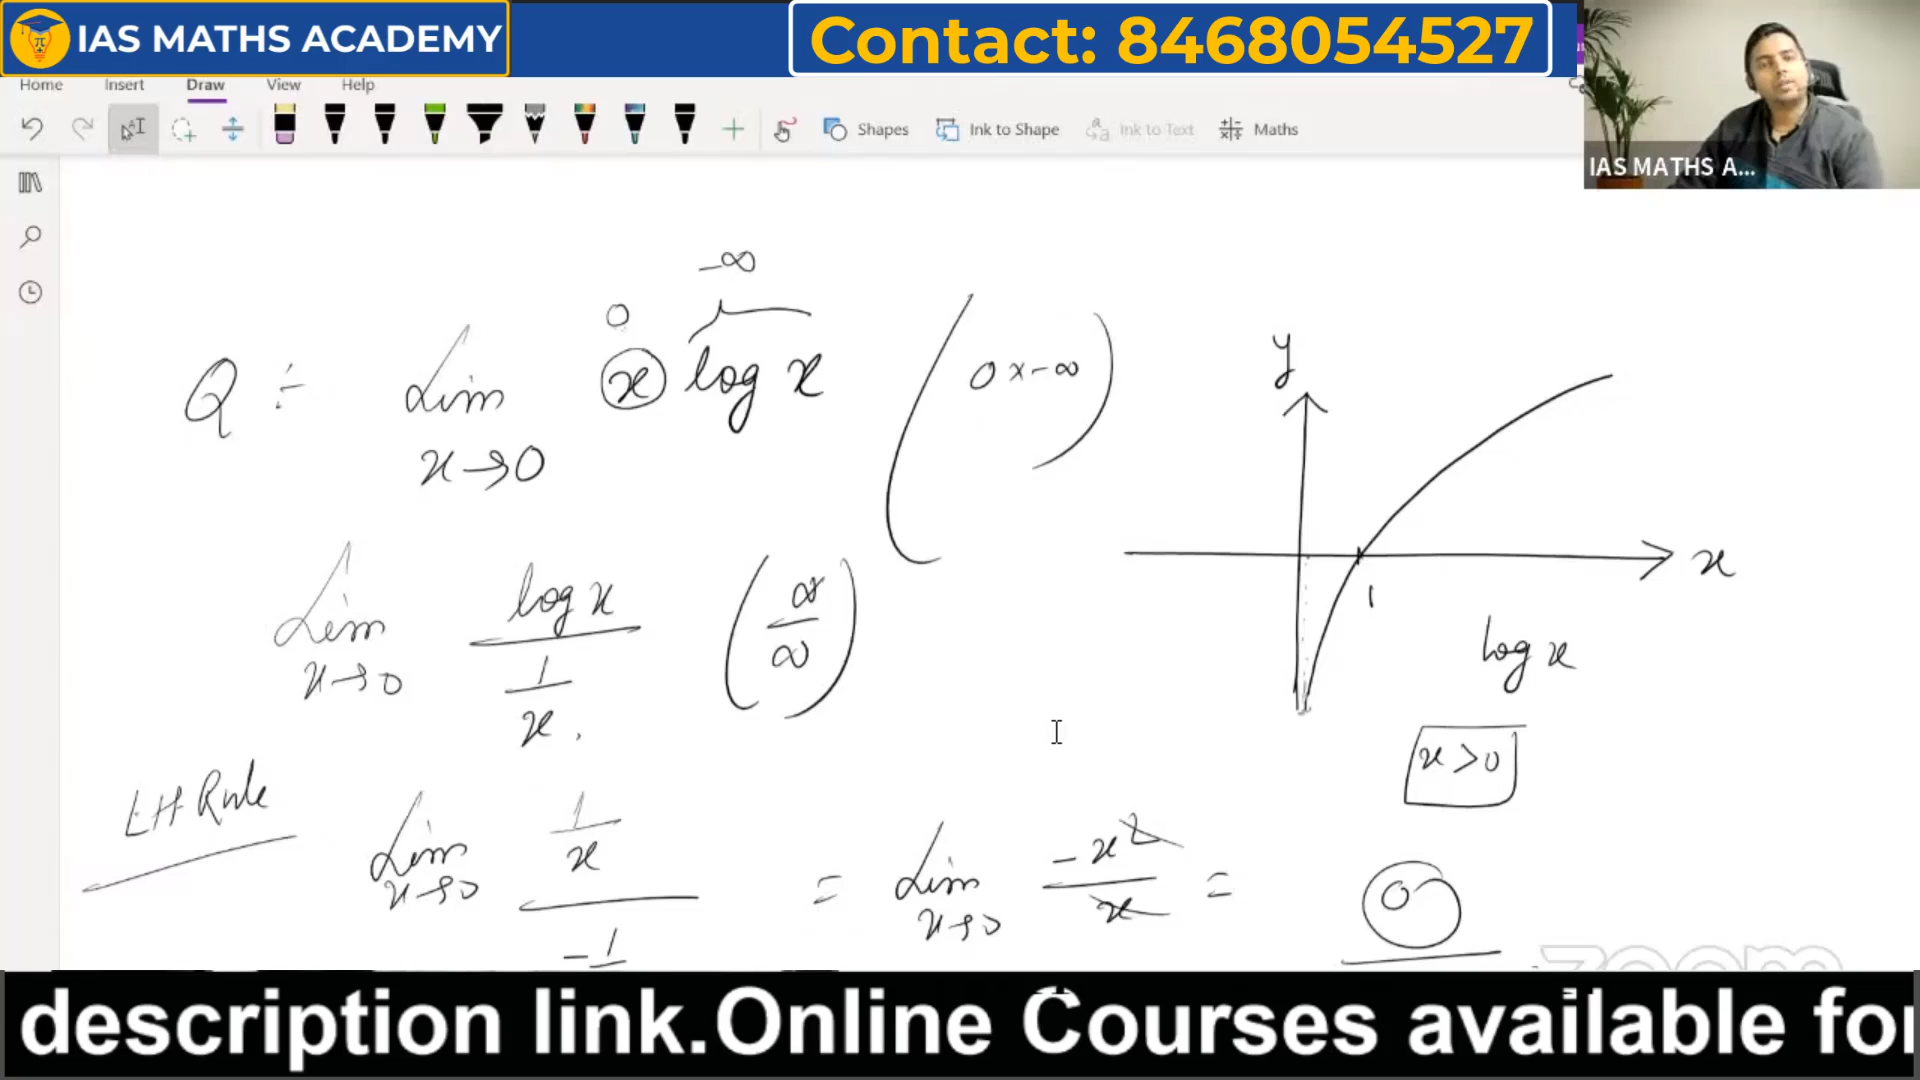 IAS MATHS ACADEMY
Contact: 8468054527
Home Insert Draw View Help
Shapes Ink to Shape Ink to Text Maths
IAS MATHS A...
Q ÷ Lim x→0 x log x (0 x -∞)
0 -∞
y
x
1
log x
x > 0
Lim x→0 log x / 1/x . (∞/∞)
LH Rule
Lim x→0 1/x / -1 = Lim x→0 -x² / x = 0
zoom
description link.Online Courses available for